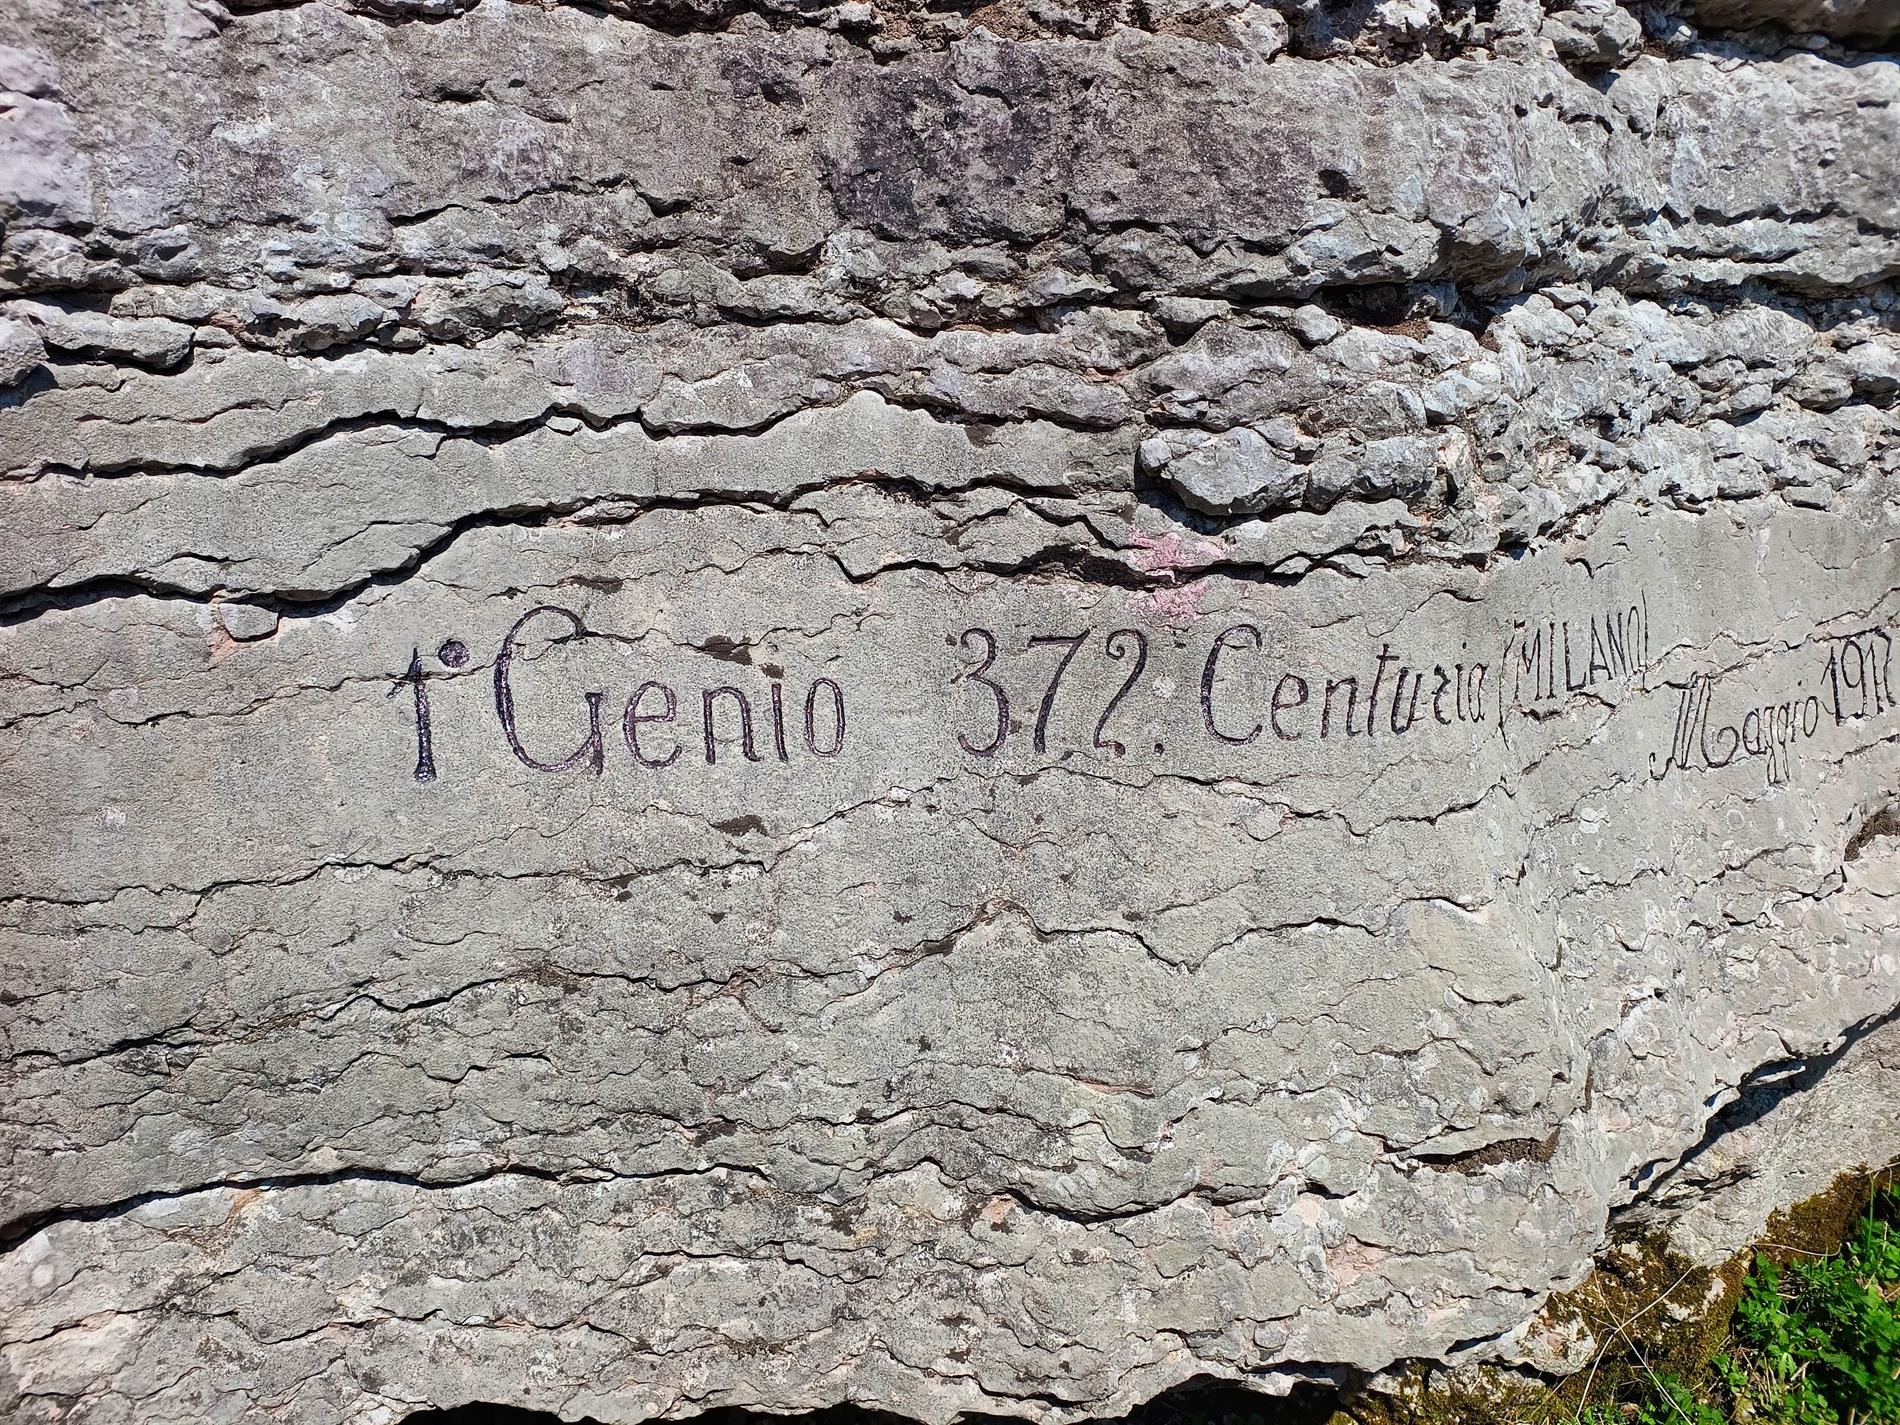 1° Genio 372. Centuria (MILANO)
Maggio 1917